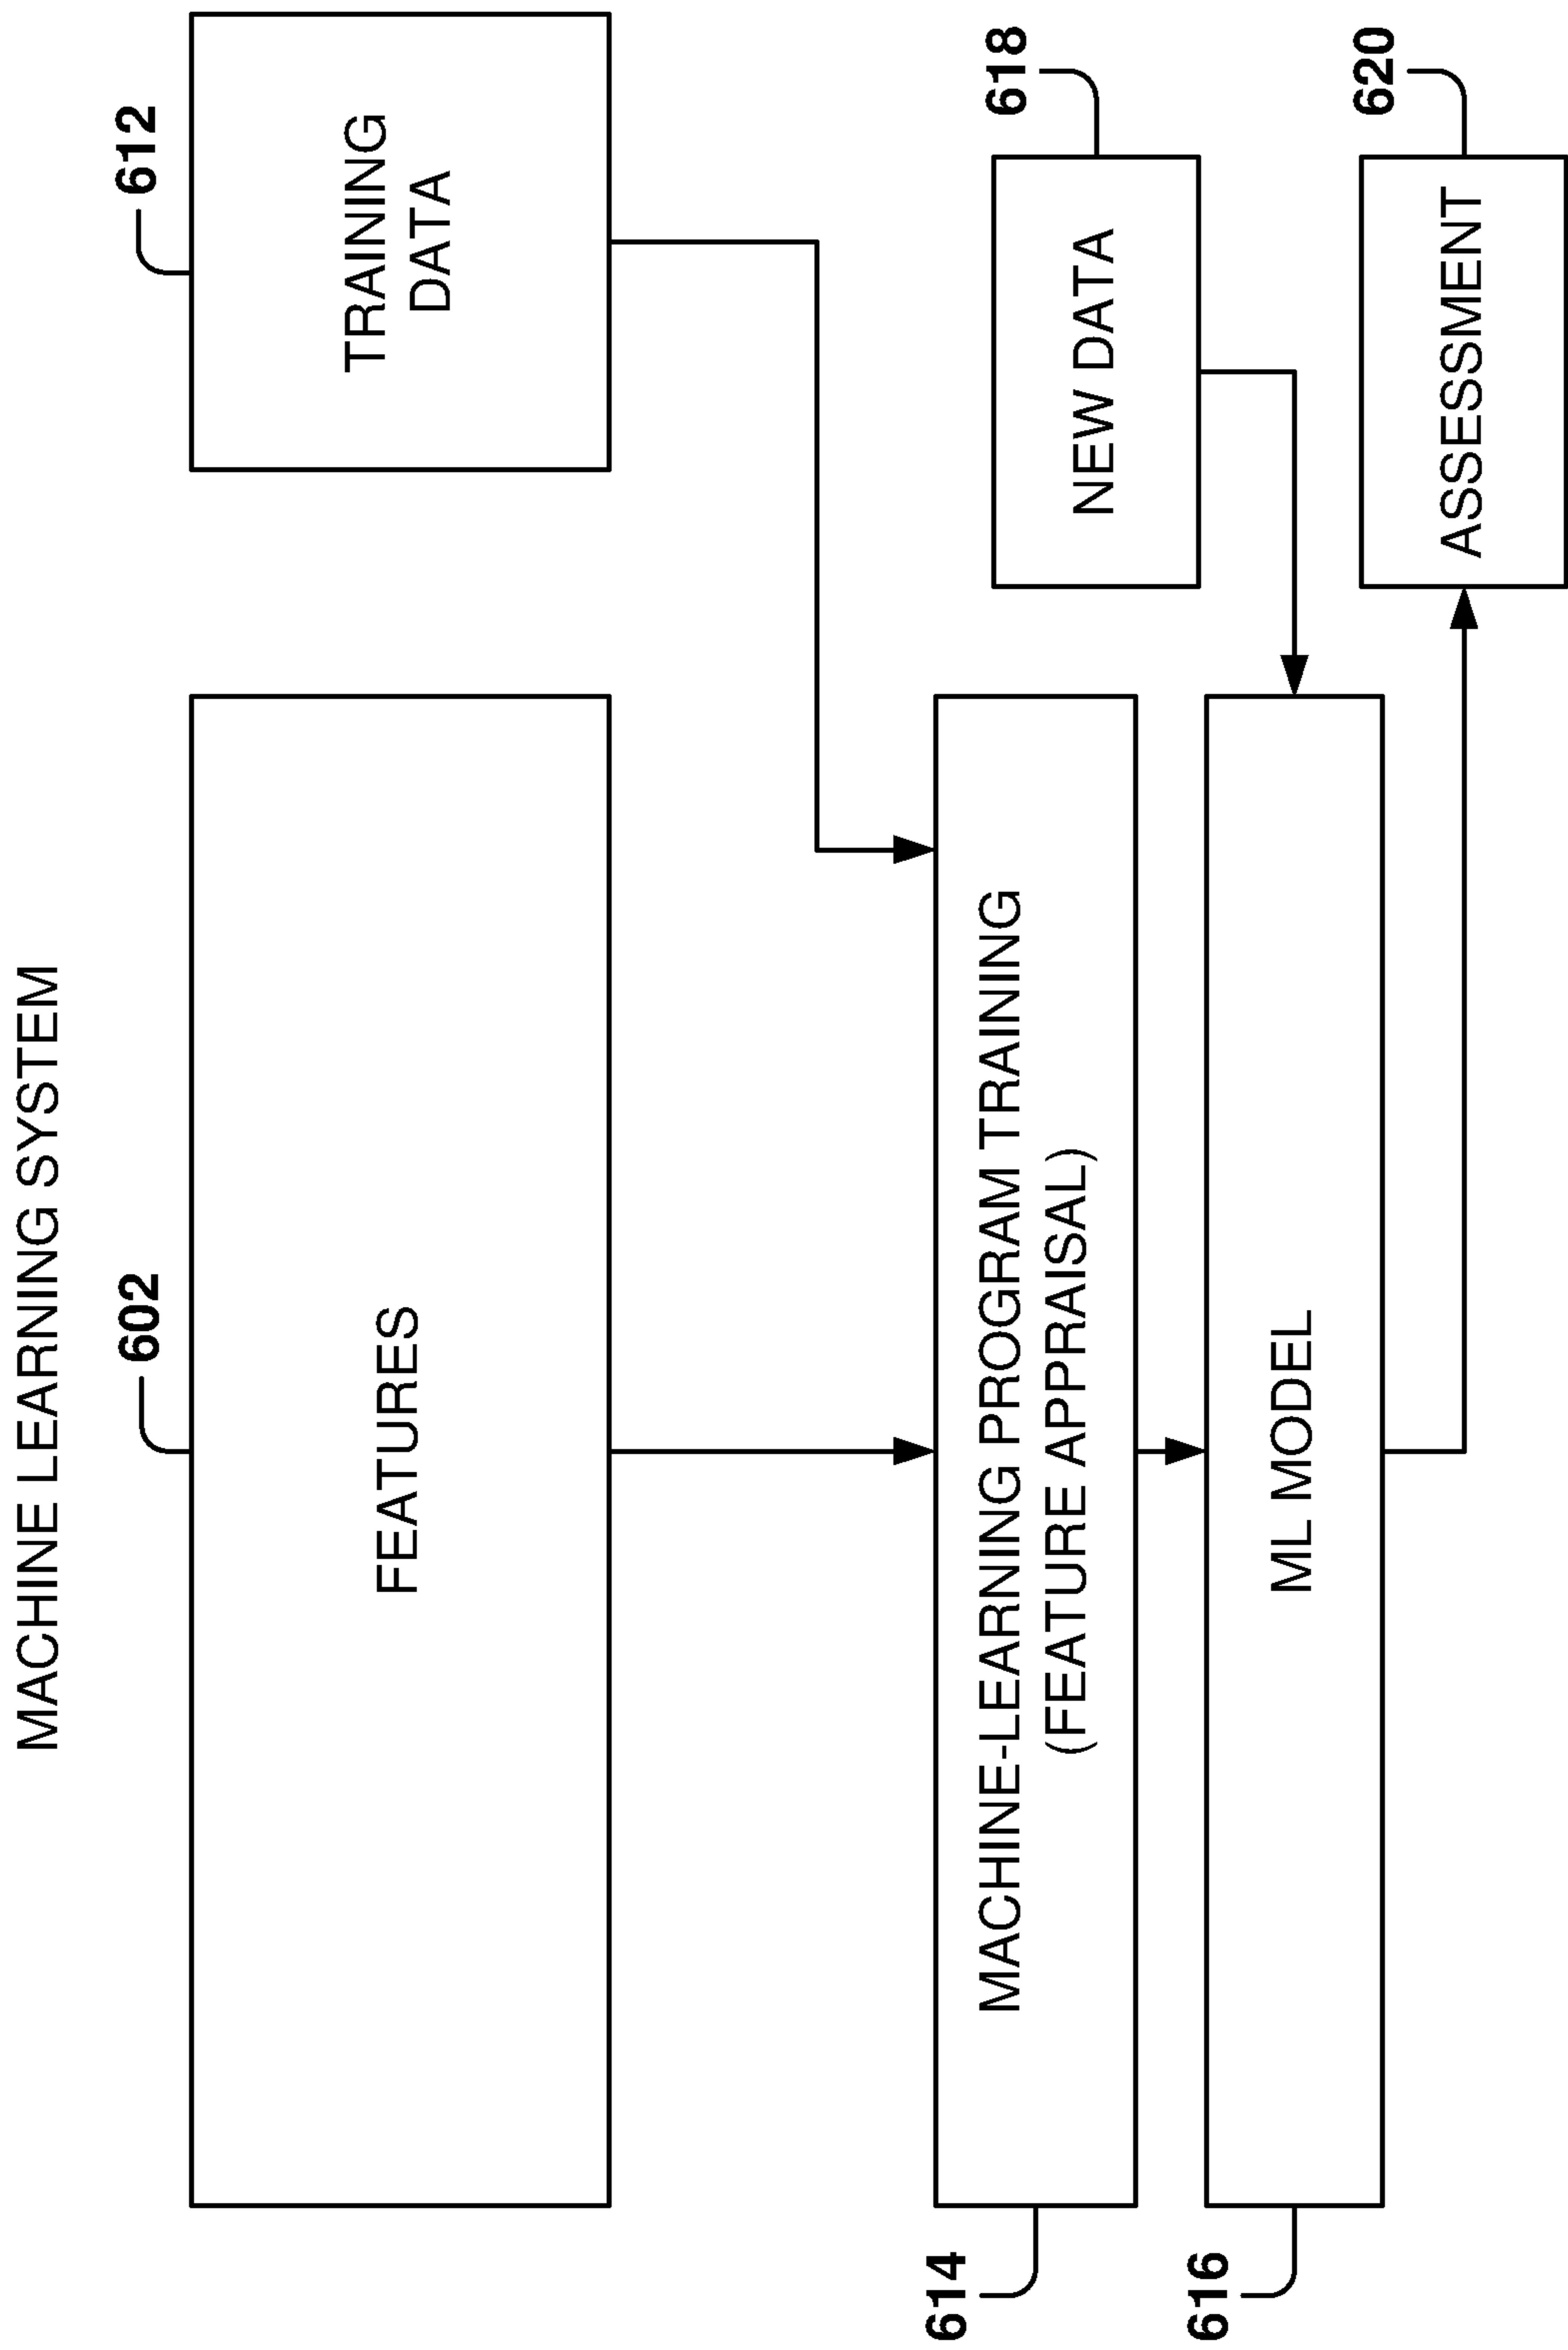 MACHINE LEARNING SYSTEM
602
FEATURES
612
TRAINING
DATA
614
MACHINE-LEARNING PROGRAM TRAINING
(FEATURE APPRAISAL)
618
NEW DATA
616
ML MODEL
620
ASSESSMENT